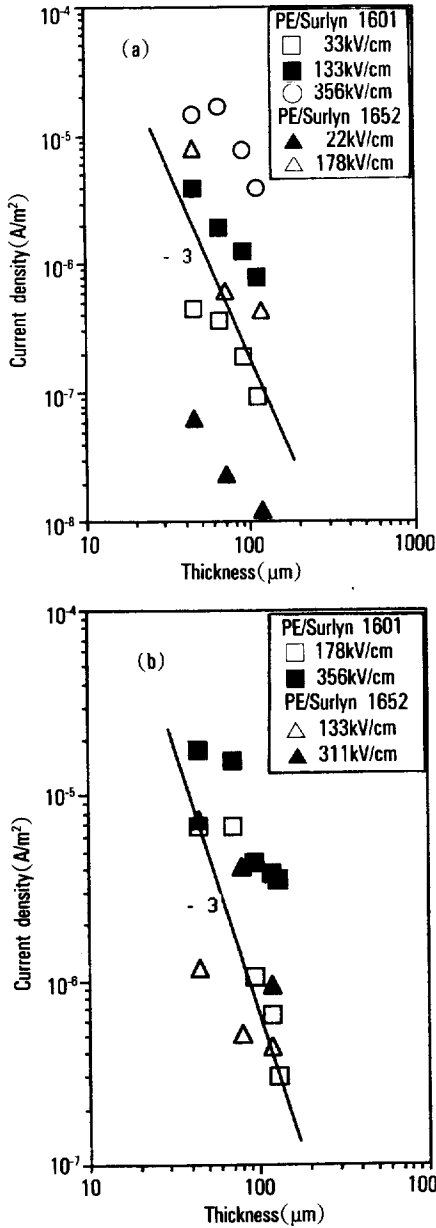 (a)
PE/Surlyn 1601
□ 33kV/cm
■ 133kV/cm
○ 356kV/cm
PE/Surlyn 1652
▲ 22kV/cm
△ 178kV/cm
10⁻⁴
10⁻⁵
10⁻⁶
10⁻⁷
10⁻⁸
Current density(A/m²)
- 3
10
100
1000
Thickness(μm)
(b)
PE/Surlyn 1601
□ 178kV/cm
■ 356kV/cm
PE/Surlyn 1652
△ 133kV/cm
▲ 311kV/cm
10⁻⁴
10⁻⁵
10⁻⁶
10⁻⁷
Current density(A/m²)
- 3
10
100
100
Thickness(μm)